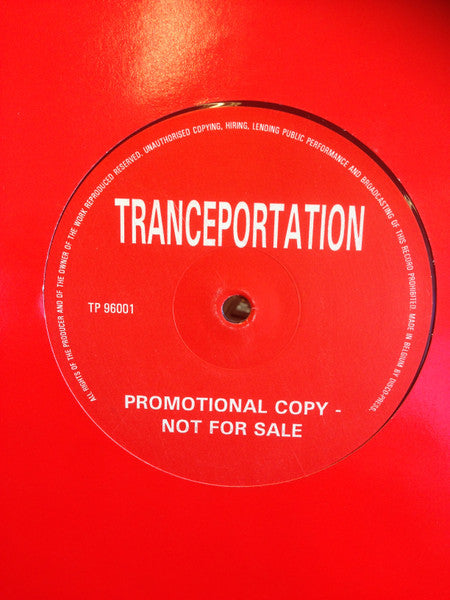 ALL RIGHTS OF THE PRODUCER AND OF THE OWNER OF THE WORK REPRODUCED RESERVED. UNAUTHORISED COPYING, HIRING, LENDING PUBLIC PERFORMANCE AND BROADCASTING OF THIS RECORD PROHIBITED. MADE IN BELGIUM BY DISCO-PRESS.
TRANCEPORTATION
TP 96001
PROMOTIONAL COPY -
NOT FOR SALE